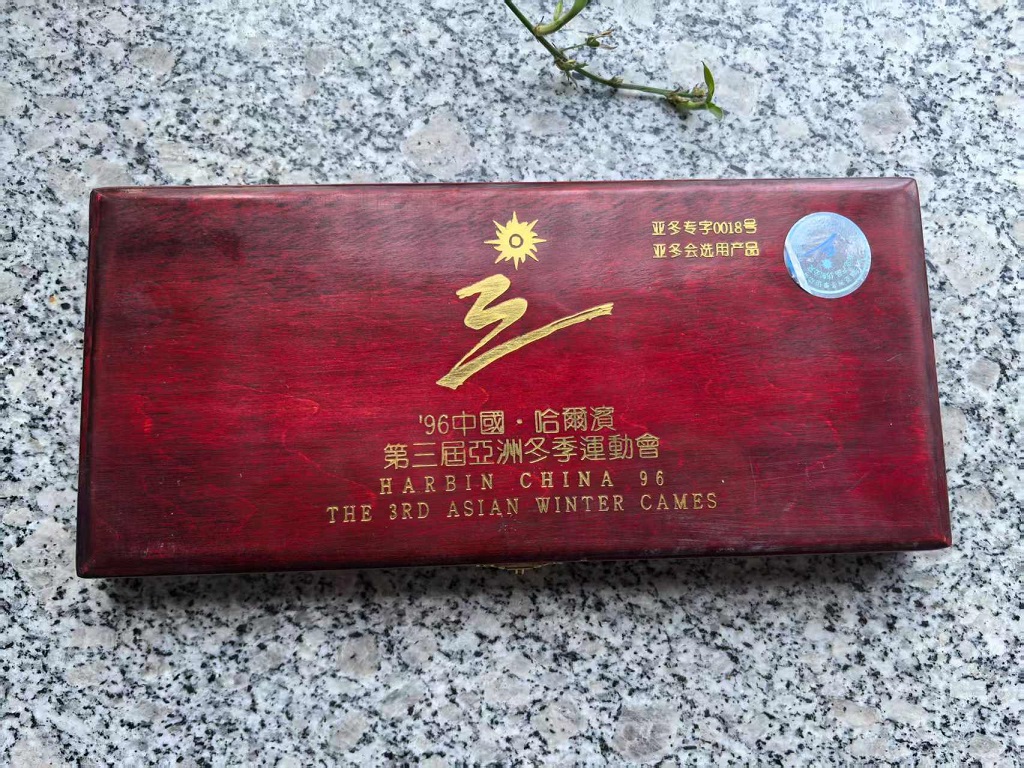 亚冬专字0018号
亚冬会选用产品
'96中國·哈爾濱
第三屆亞洲冬季運動會
HARBIN CHINA 96
THE 3RD ASIAN WINTER CAMES